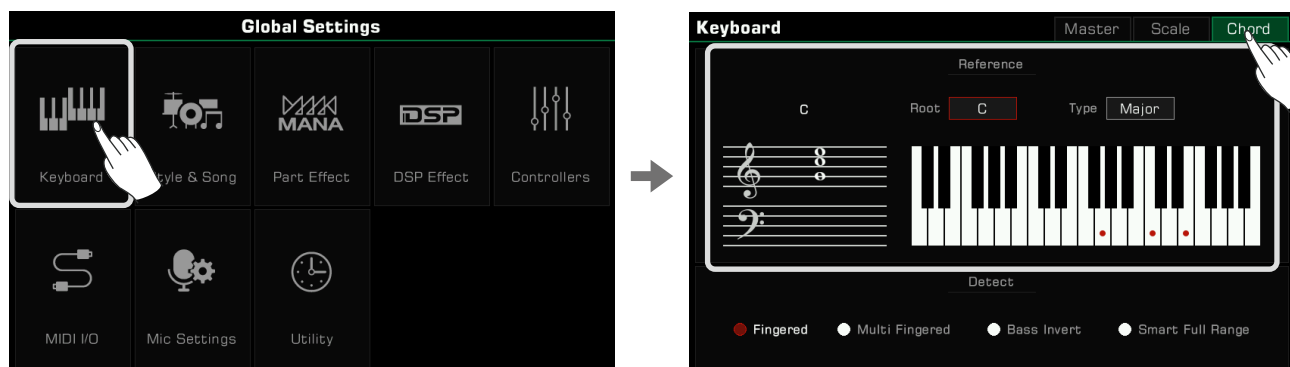 Global Settings
Keyboard
Style & Song
MANA
Part Effect
DSP
DSP Effect
Controllers
MIDI I/O
Mic Settings
Utility
Keyboard
Master
Scale
Chord
Reference
C
Root
C
Type
Major
Detect
Fingered
Multi Fingered
Bass Invert
Smart Full Range